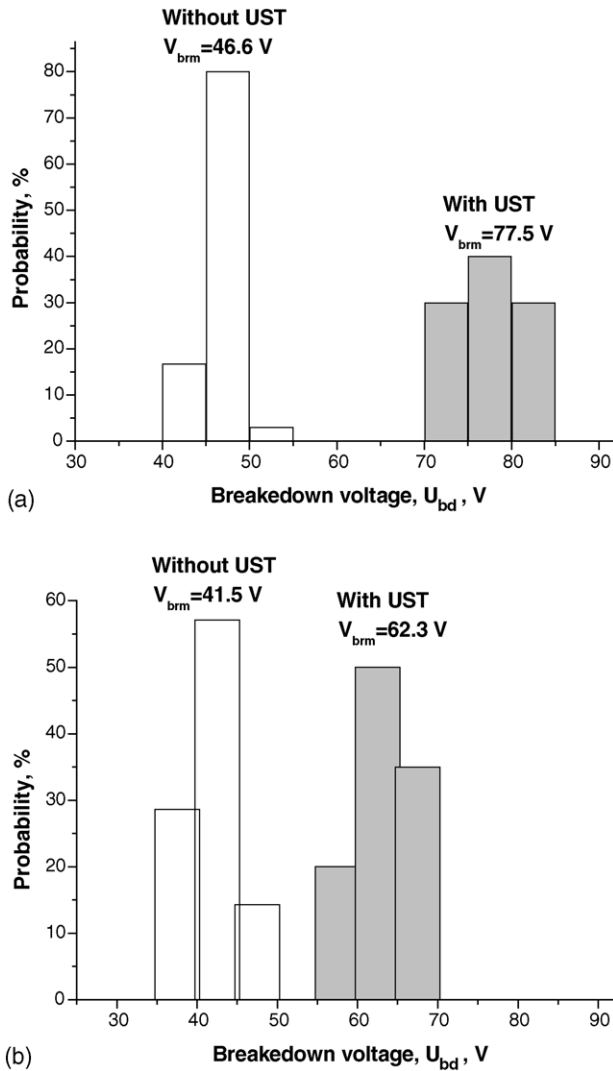 Without UST
V_brm=46.6 V
With UST
V_brm=77.5 V
Probability, %
80
70
60
50
40
30
20
10
0
30 40 50 60 70 80 90
Breakedown voltage, U_bd , V
(a)
Without UST
V_brm=41.5 V
With UST
V_brm=62.3 V
Probability, %
60
50
40
30
20
10
0
30 40 50 60 70 80 90
Breakedown voltage, U_bd, V
(b)